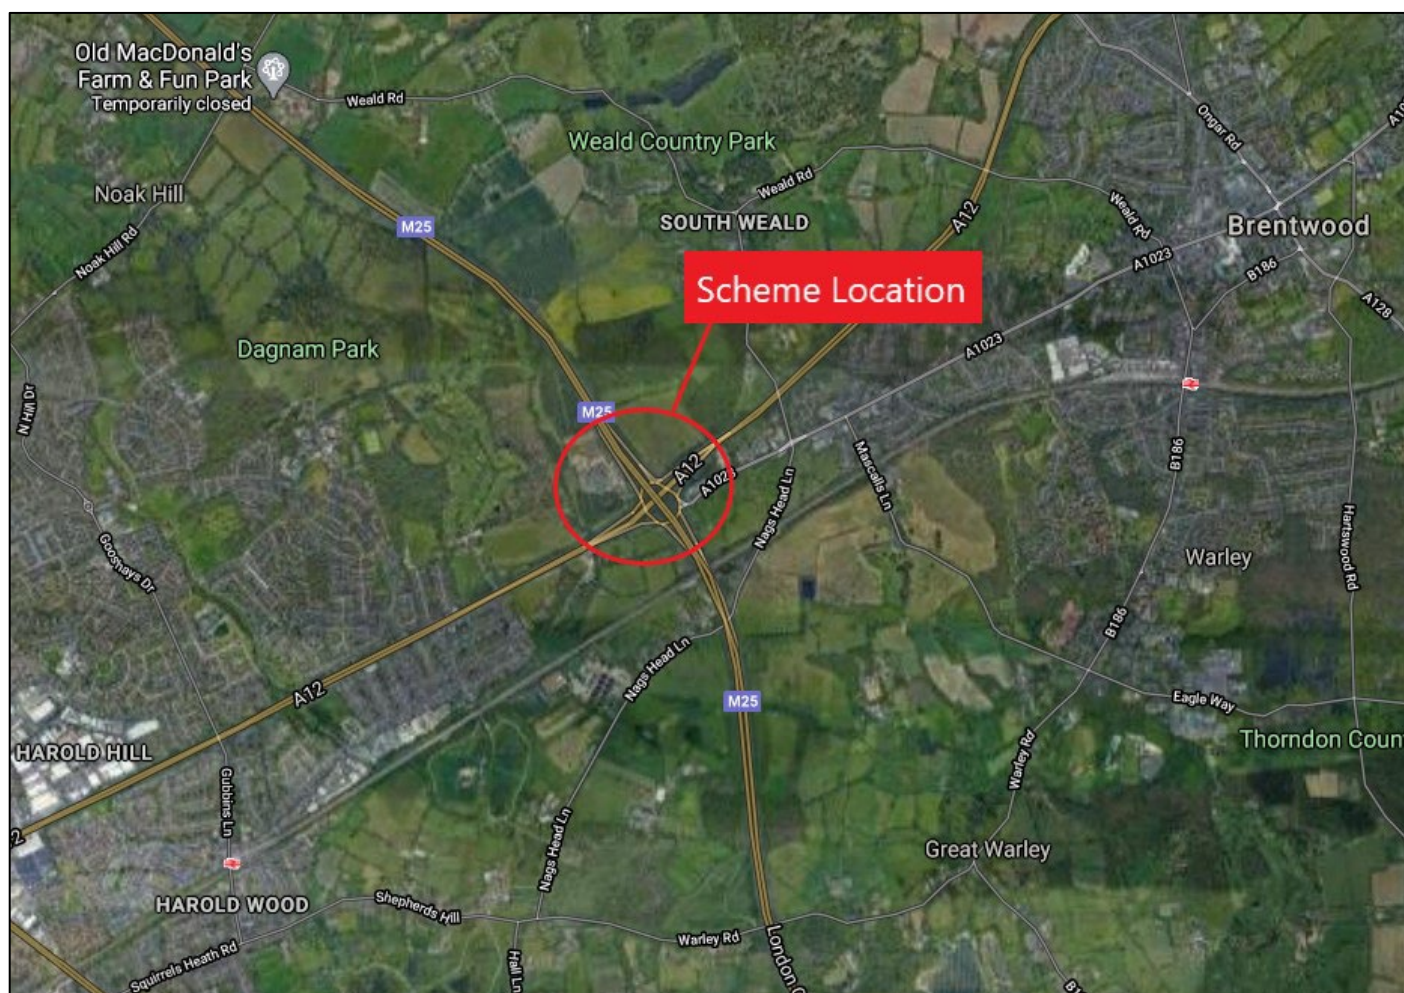 Old MacDonald's
Farm & Fun Park
Temporarily closed
Weald Rd
Ongar Rd
Weald Country Park
Noak Hill
Weald Rd
M25
SOUTH WEALD
A12
Weald Rd
Brentwood
Noak Hill Rd
A1023
B186
Scheme Location
A128
Dagnam Park
A1023
N Hill Dr
M25
B186
A12
A1023
Mascalls Ln
Nags Head Ln
Hartswood Rd
Gooshays Dr
Warley
B186
Nags Head Ln
A12
M25
Eagle Way
HAROLD HILL
Thorndon Coun
Warley Rd
Gubbins Ln
Nags Head Ln
Great Warley
HAROLD WOOD
Shepherds Hill
Warley Rd
Squirrels Heath Rd
Hall Ln
London